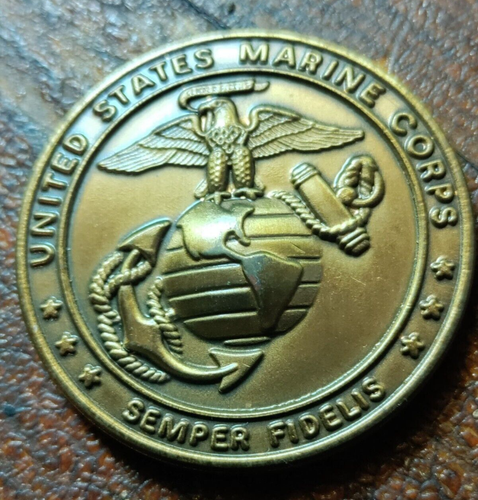 UNITED STATES MARINE CORPS
SEMPER FIDELIS